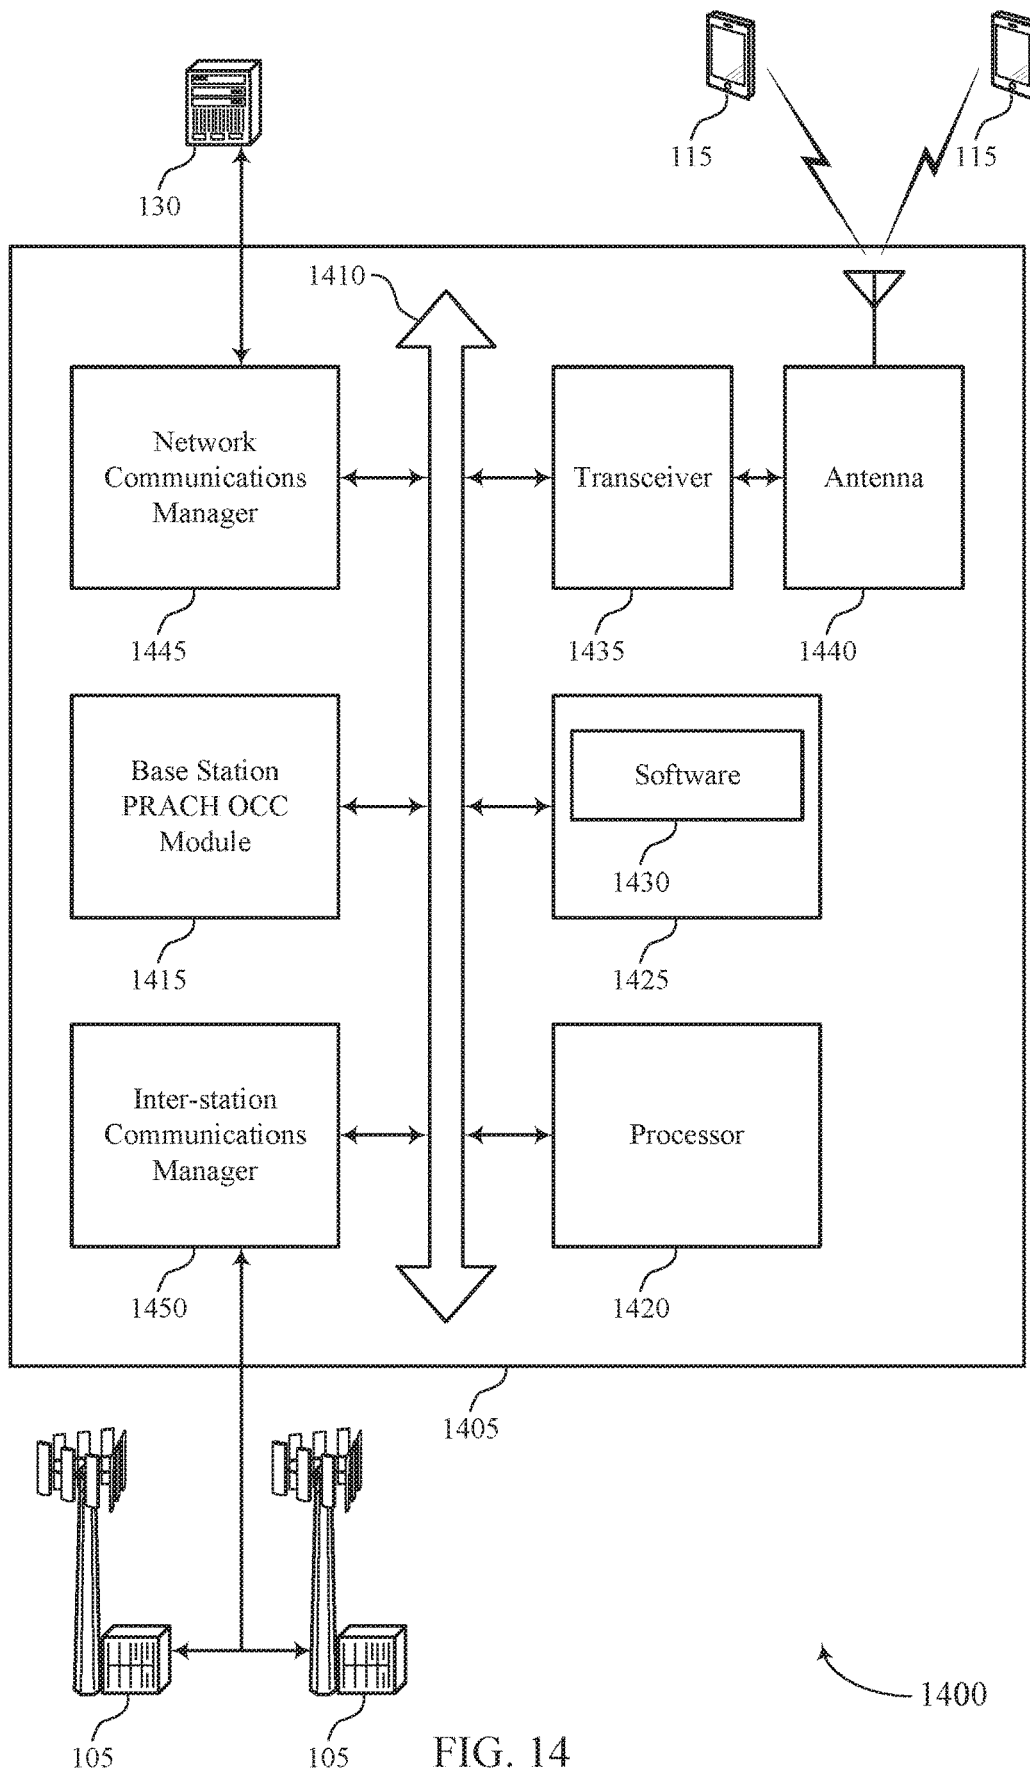 115
115
130
1410
Network
Communications
Manager
Transceiver
Antenna
1445
1435
1440
Base Station
PRACH OCC
Module
Software
1430
1415
1425
Inter-station
Communications
Manager
Processor
1450
1420
1405
1400
105
105
FIG. 14